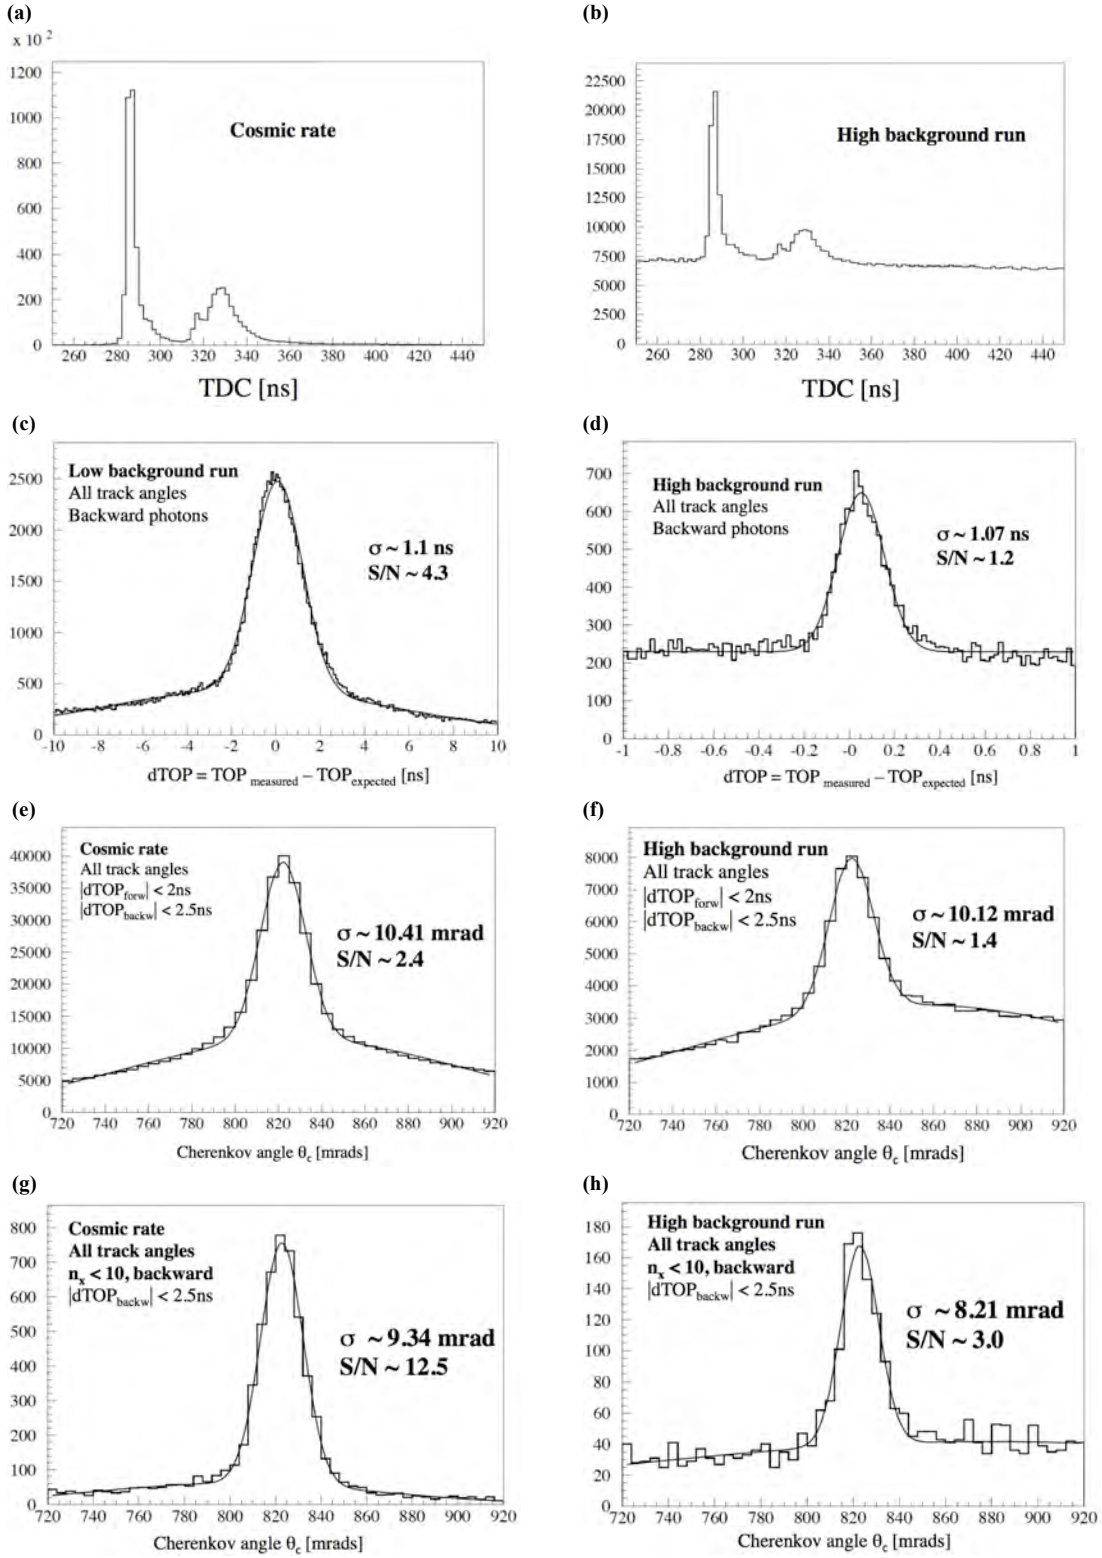 (a)
x 10 2
1200
1000
800
600
400
200
0
260 280 300 320 340 360 380 400 420 440
Cosmic rate
TDC [ns]
(b)
22500
20000
17500
15000
12500
10000
7500
5000
2500
0
260 280 300 320 340 360 380 400 420 440
High background run
TDC [ns]
(c)
2500
2000
1500
1000
500
0
-10 -8 -6 -4 -2 0 2 4 6 8 10
Low background run
All track angles
Backward photons
σ ~ 1.1 ns
S/N ~ 4.3
dTOP = TOP measured – TOP expected [ns]
(d)
700
600
500
400
300
200
100
0
-1 -0.8 -0.6 -0.4 -0.2 -0 0.2 0.4 0.6 0.8 1
High background run
All track angles
Backward photons
σ ~ 1.07 ns
S/N ~ 1.2
dTOP = TOP measured – TOP expected [ns]
(e)
40000
35000
30000
25000
20000
15000
10000
5000
0
720 740 760 780 800 820 840 860 880 900 920
Cosmic rate
All track angles
|dTOP forw| < 2ns
|dTOP backw| < 2.5ns
σ ~ 10.41 mrad
S/N ~ 2.4
Cherenkov angle θc [mrads]
(f)
8000
7000
6000
5000
4000
3000
2000
1000
0
720 740 760 780 800 820 840 860 880 900 920
High background run
All track angles
|dTOP forw| < 2ns
|dTOP backw| < 2.5ns
σ ~ 10.12 mrad
S/N ~ 1.4
Cherenkov angle θc [mrads]
(g)
800
700
600
500
400
300
200
100
0
720 740 760 780 800 820 840 860 880 900 920
Cosmic rate
All track angles
nx < 10, backward
|dTOP backw| < 2.5ns
σ ~ 9.34 mrad
S/N ~ 12.5
Cherenkov angle θc [mrads]
(h)
180
160
140
120
100
80
60
40
20
0
720 740 760 780 800 820 840 860 880 900 920
High background run
All track angles
nx < 10, backward
|dTOP backw| < 2.5ns
σ ~ 8.21 mrad
S/N ~ 3.0
Cherenkov angle θc [mrads]